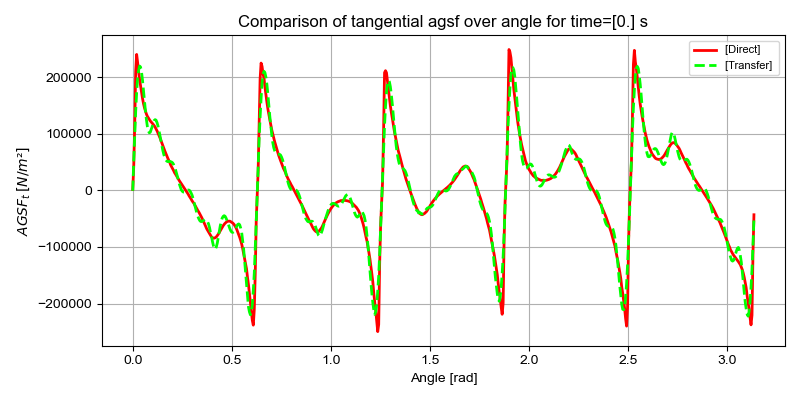 Comparison of tangential agsf over angle for time=[0.] s
[Direct]
[Transfer]
200000
100000
0
−100000
−200000
AGSFt [N/m²]
0.0 0.5 1.0 1.5 2.0 2.5 3.0
Angle [rad]